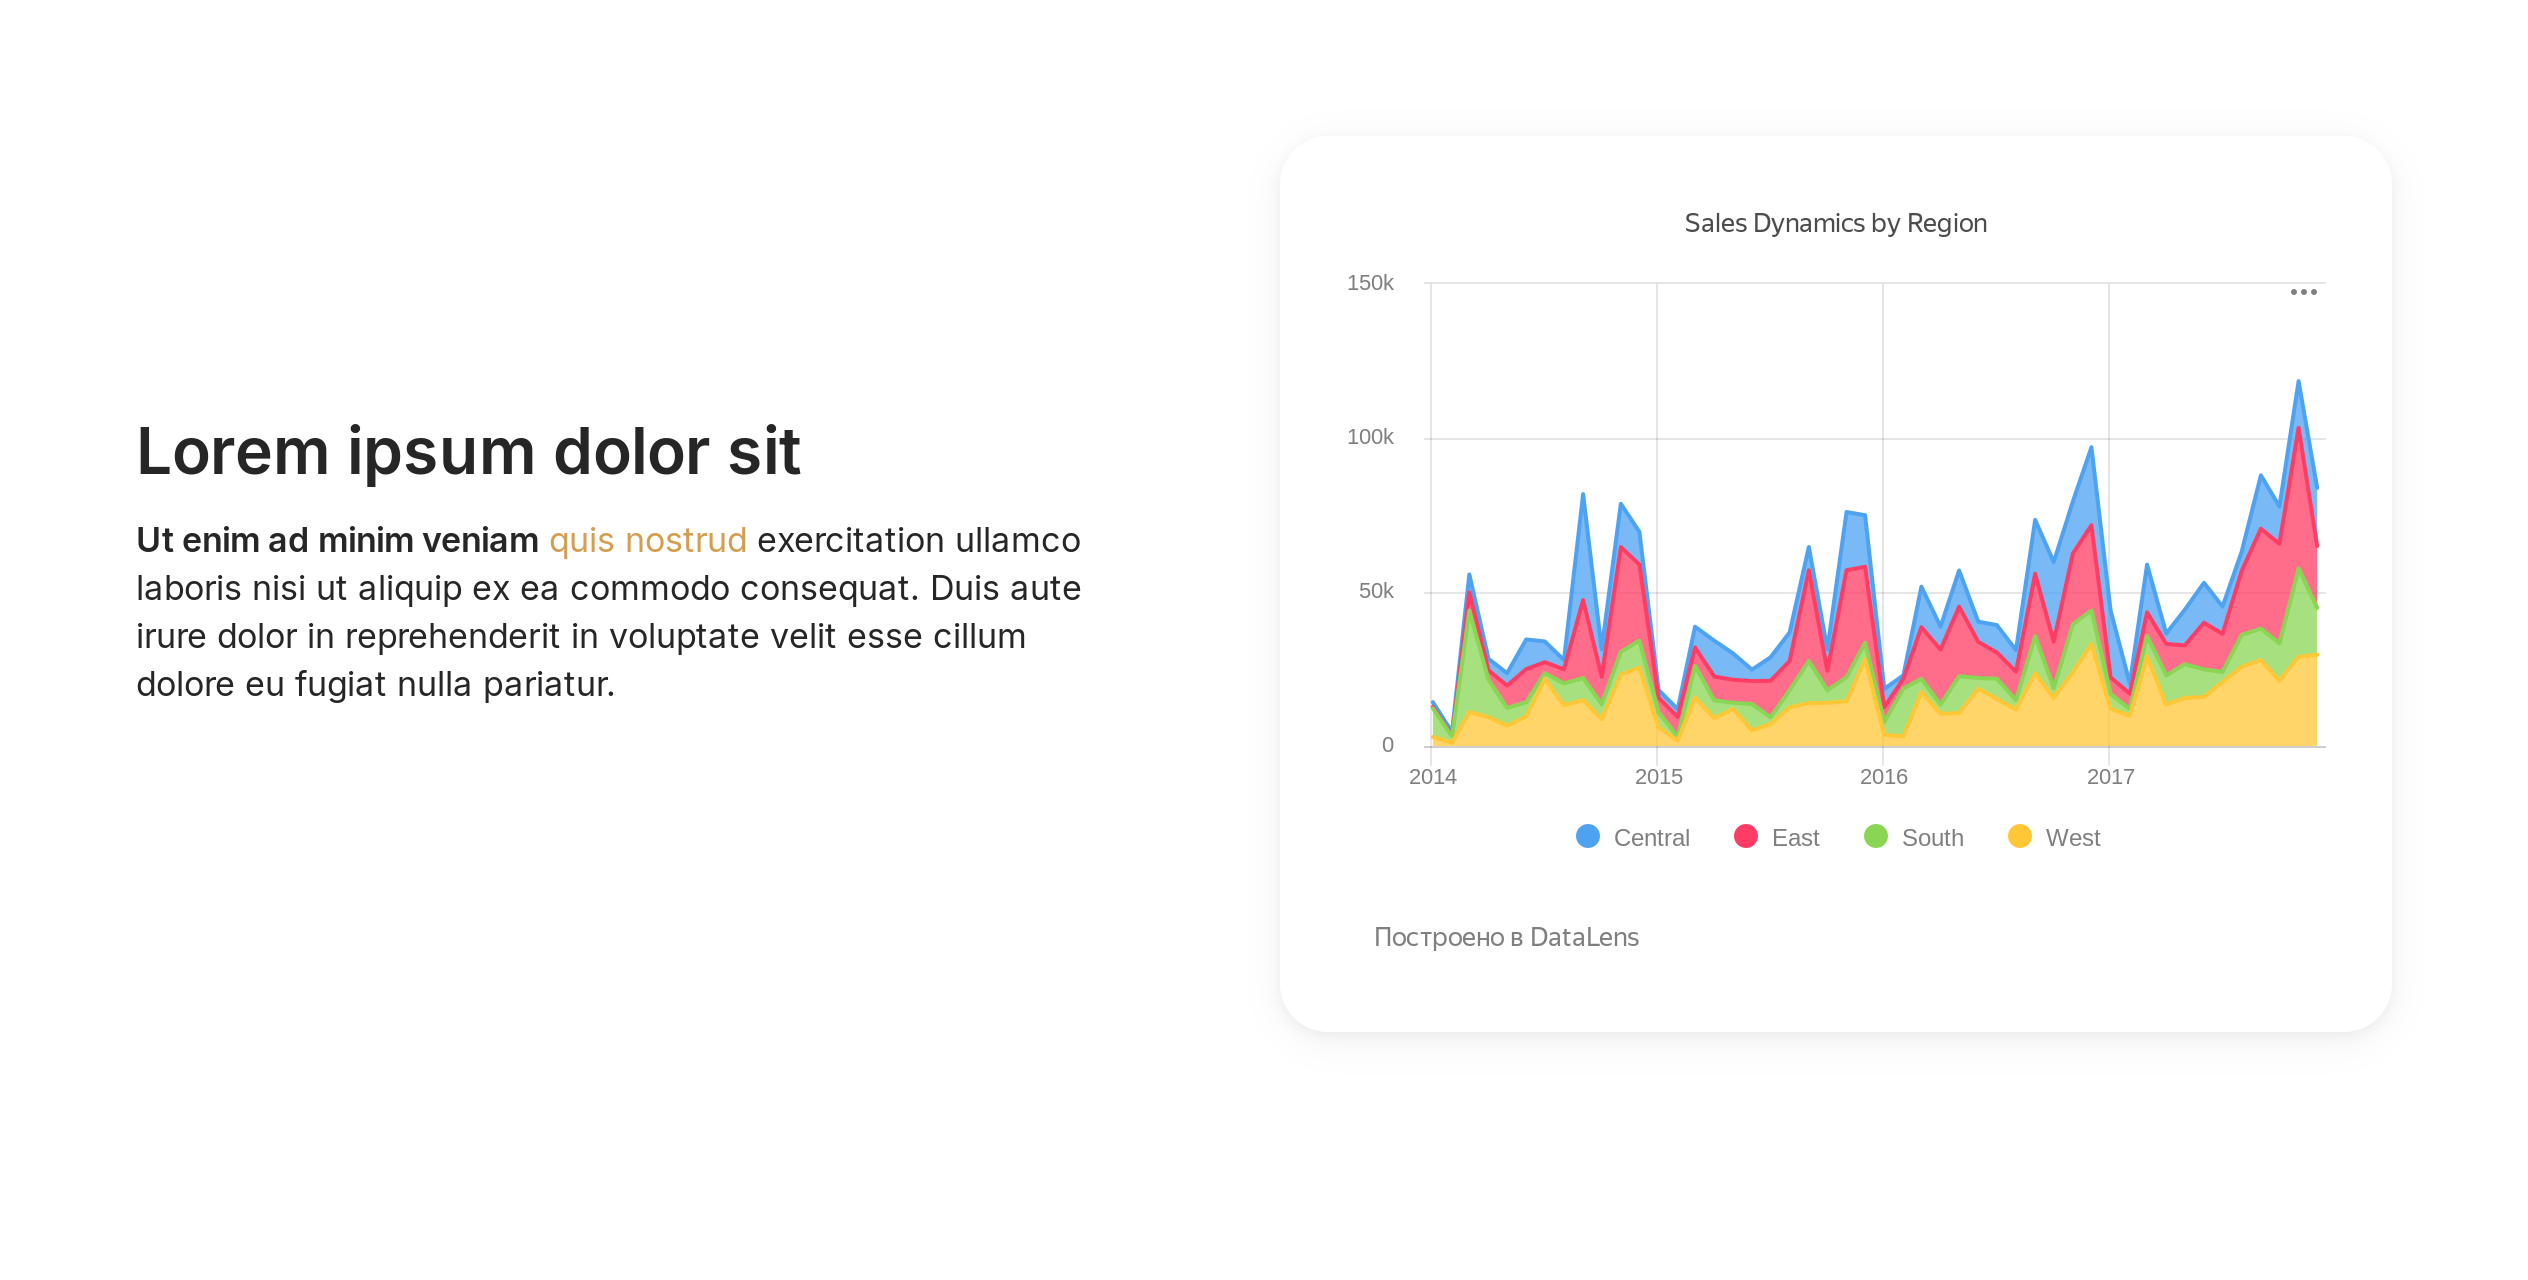 Lorem ipsum dolor sit
Ut enim ad minim veniam quis nostrud exercitation ullamco
laboris nisi ut aliquip ex ea commodo consequat. Duis aute
irure dolor in reprehenderit in voluptate velit esse cillum
dolore eu fugiat nulla pariatur.
Sales Dynamics by Region
150k
100k
50k
0
2014 2015 2016 2017
Central East South West
Построено в DataLens